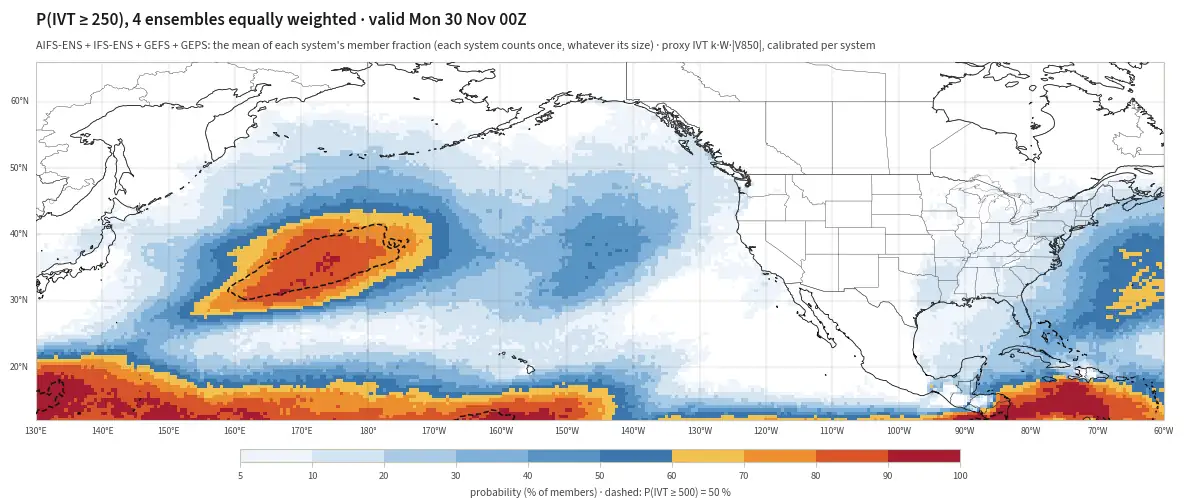 P(IVT ≥ 250), 4 ensembles equally weighted · valid Mon 30 Nov 00Z
AIFS-ENS + IFS-ENS + GEFS + GEPS: the mean of each system's member fraction (each system counts once, whatever its size) · proxy IVT k·W·|V850|, calibrated per system
60°N
50°N
40°N
30°N
20°N
130°E 140°E 150°E 160°E 170°E 180° 170°W 160°W 150°W 140°W 130°W 120°W 110°W 100°W 90°W 80°W 70°W 60°W
5 10 20 30 40 50 60 70 80 90 100
probability (% of members) · dashed: P(IVT ≥ 500) = 50 %